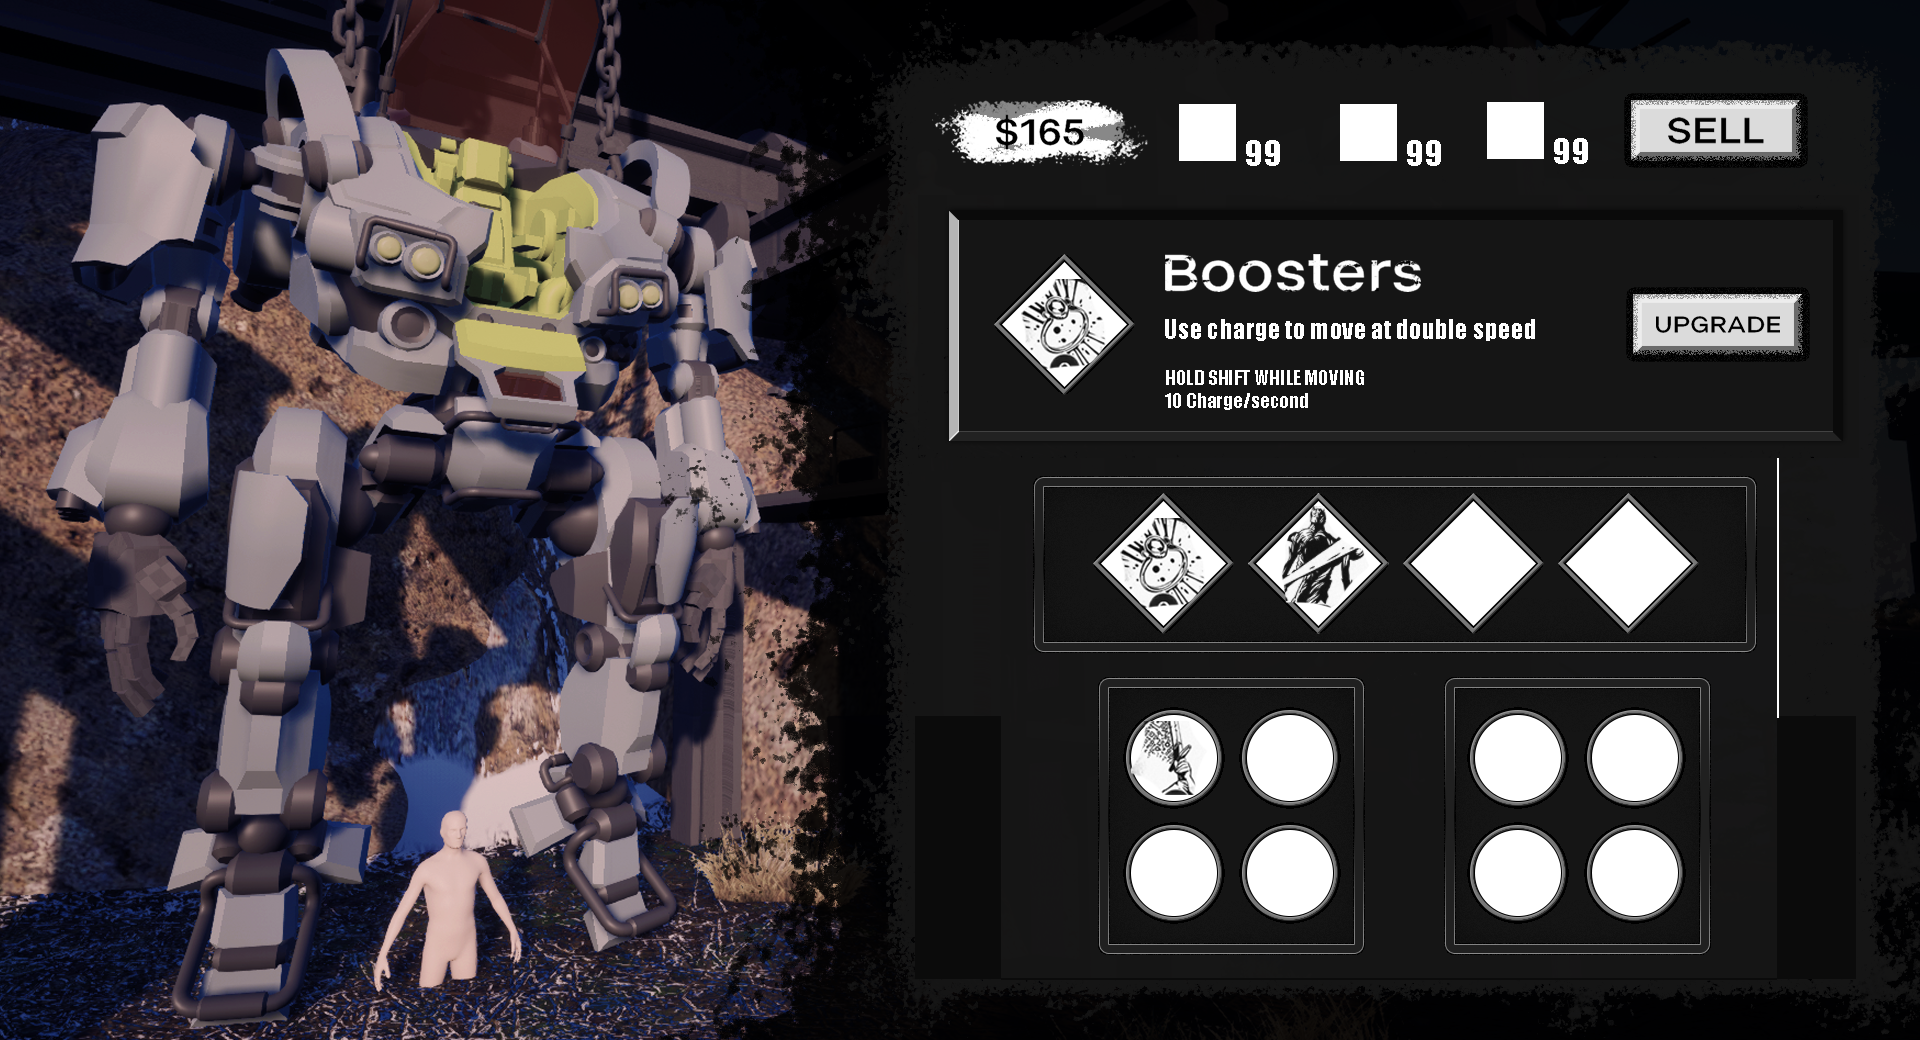 $165
99
99
99
SELL
Boosters
Use charge to move at double speed
UPGRADE
HOLD SHIFT WHILE MOVING
10 Charge/second